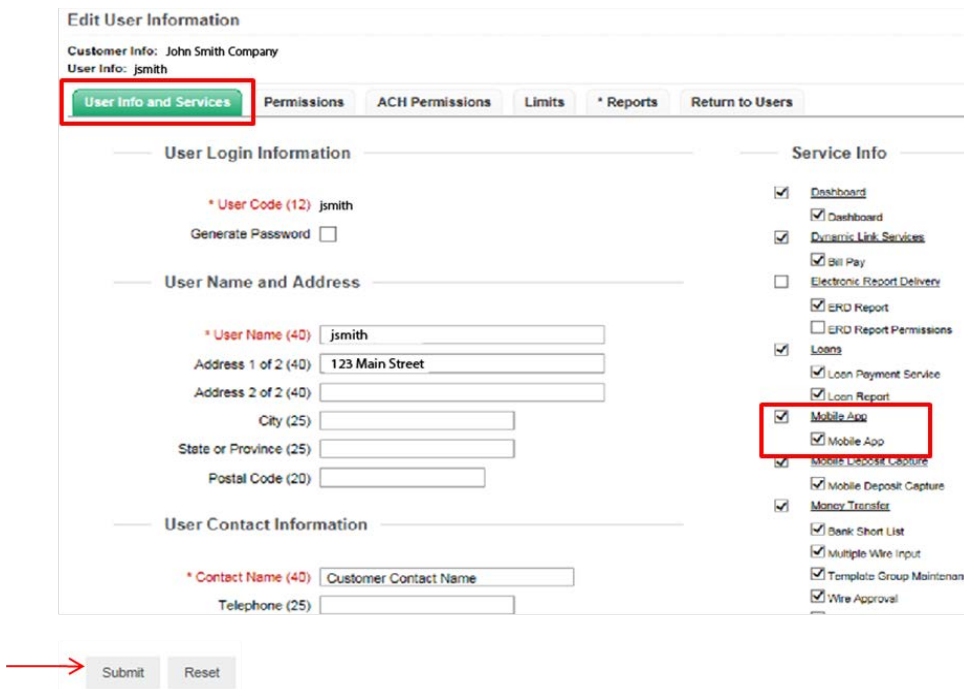 Edit User Information
Customer Info: John Smith Company
User Info: jsmith
User Info and Services Permissions ACH Permissions Limits * Reports Return to Users
User Login Information
* User Code (12) jsmith
Generate Password
User Name and Address
* User Name (40) jsmith
Address 1 of 2 (40) 123 Main Street
Address 2 of 2 (40)
City (25)
State or Province (25)
Postal Code (20)
User Contact Information
* Contact Name (40) Customer Contact Name
Telephone (25)
Service Info
Dashboard
Dashboard
Dynamic Link Services
Bill Pay
Electronic Report Delivery
ERD Report
ERD Report Permissions
Loans
Loan Payment Service
Loan Report
Mobile App
Mobile App
Mobile Deposit Capture
Mobile Deposit Capture
Money Transfer
Bank Short List
Multiple Wire Input
Template Group Maintenan
Wire Approval
Submit Reset